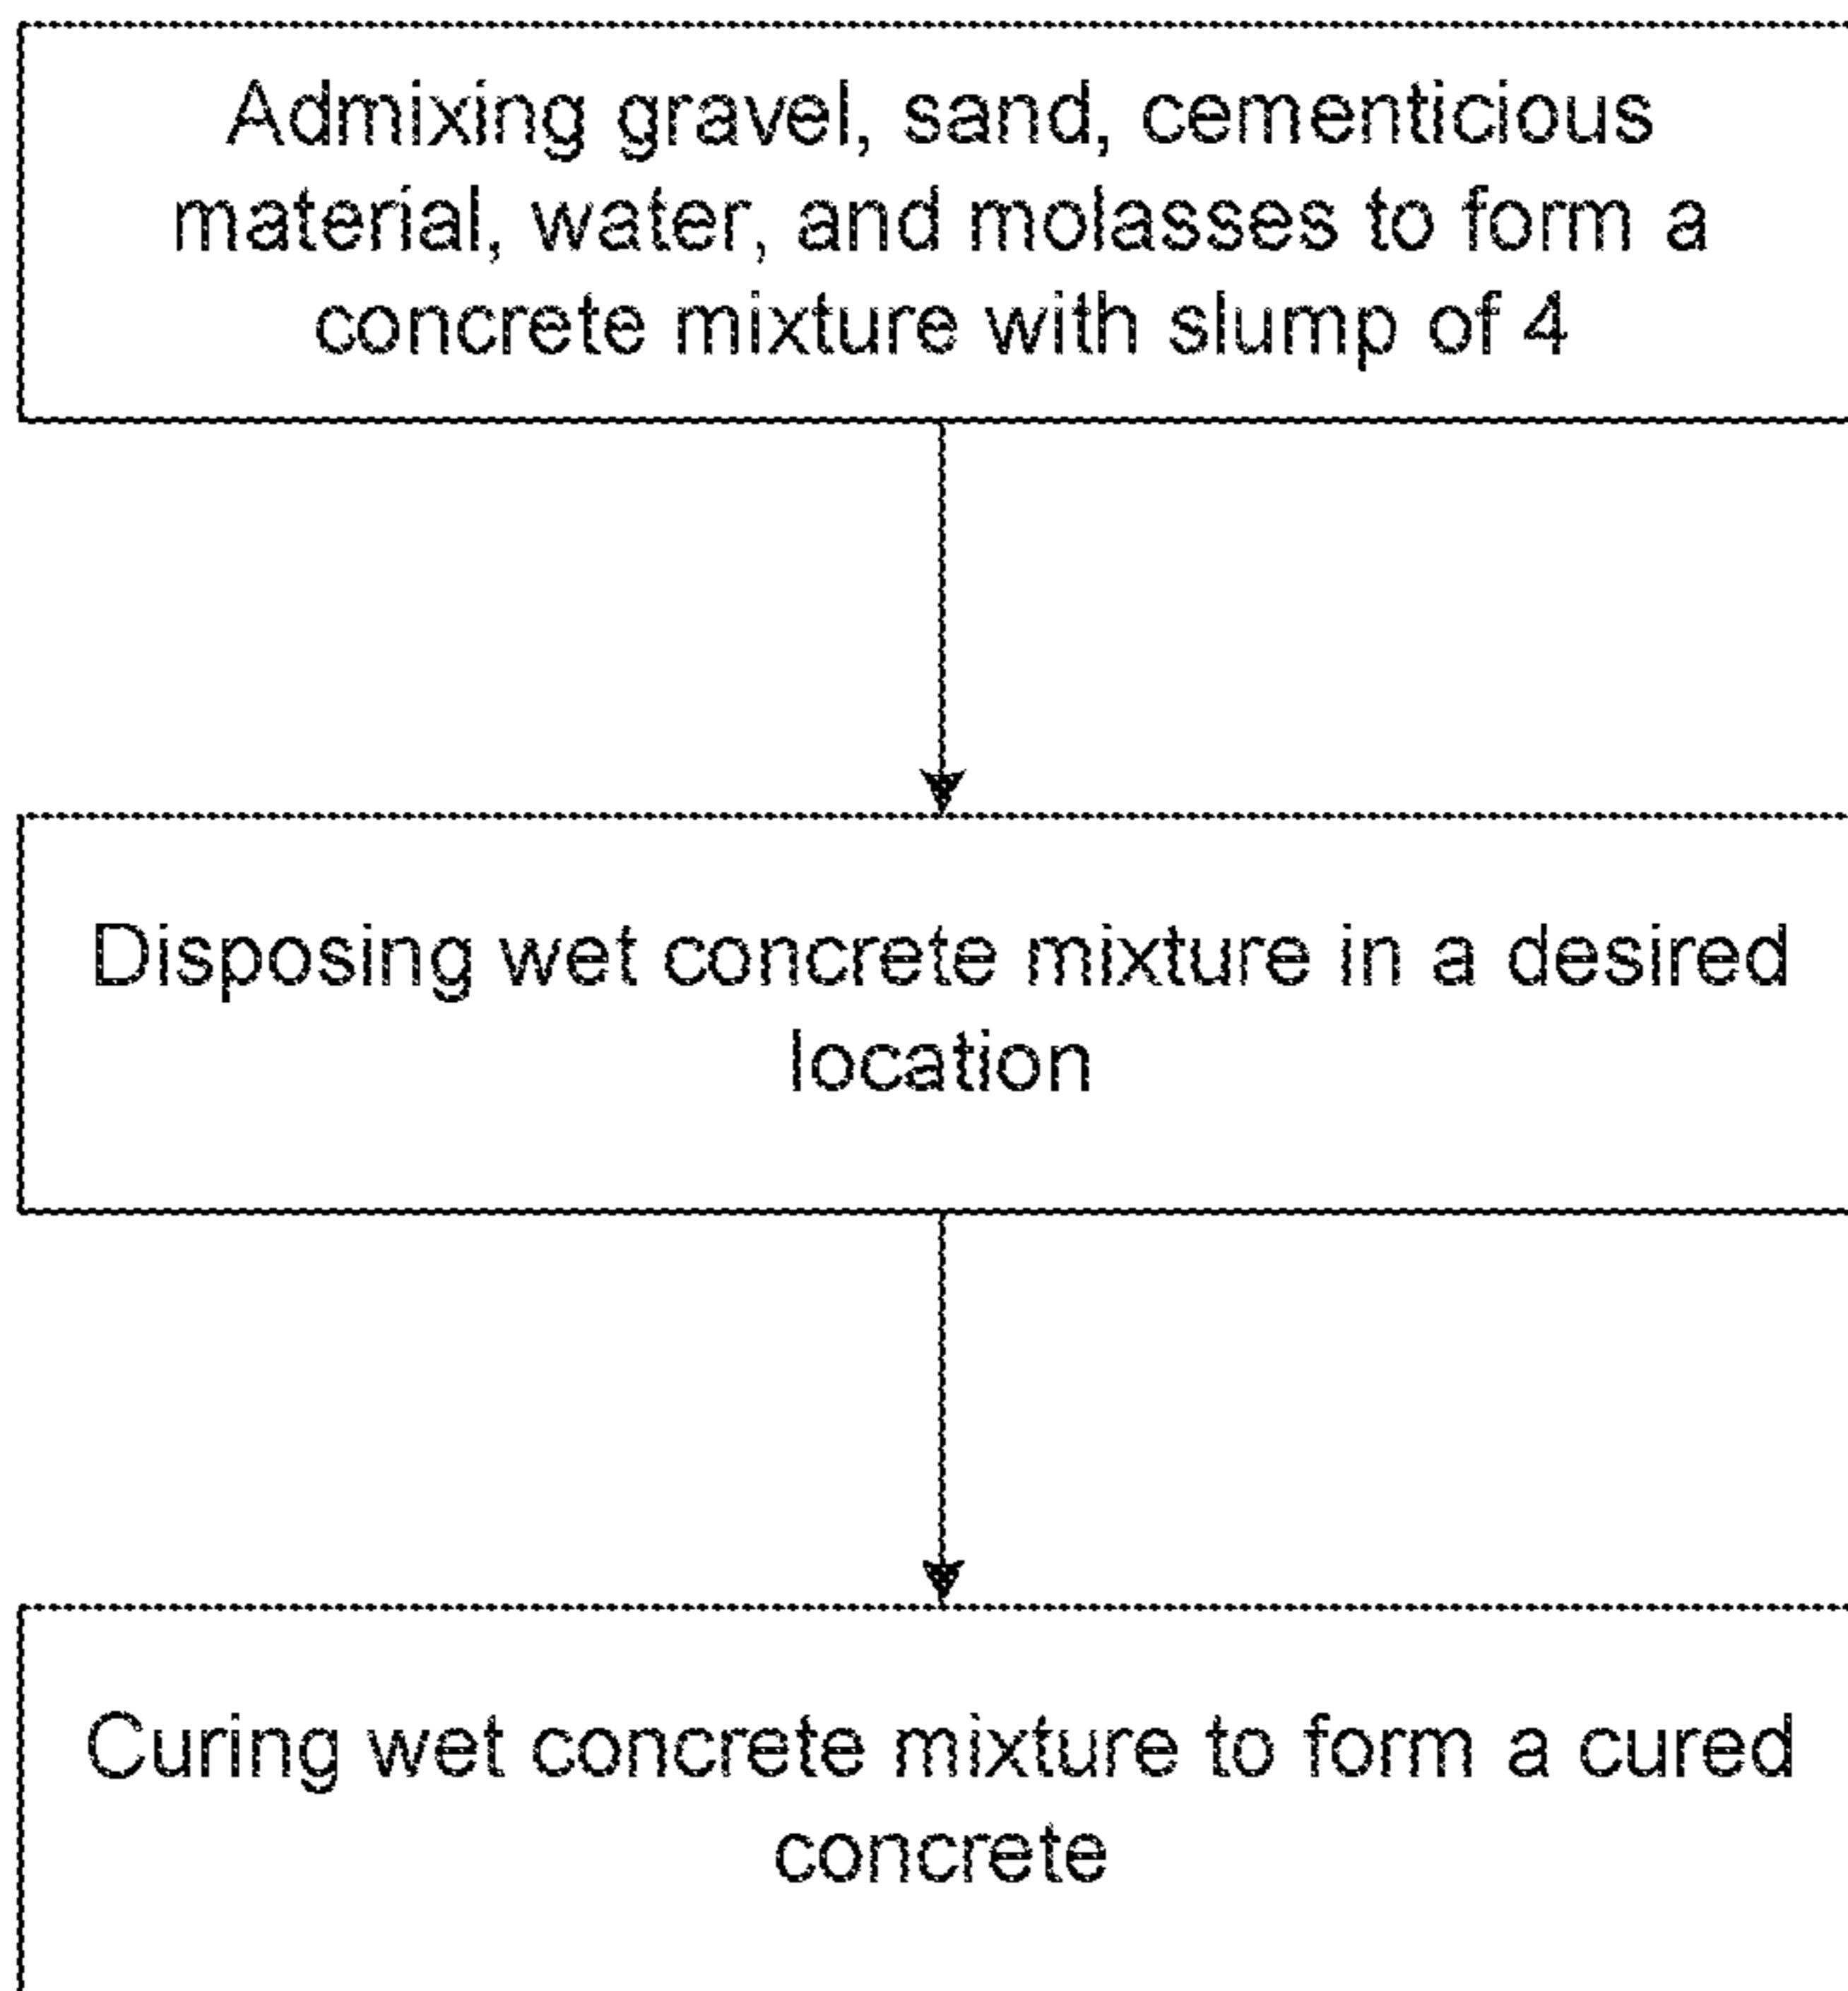 Admixing gravel, sand, cementicious
material, water, and molasses to form a
concrete mixture with slump of 4
Disposing wet concrete mixture in a desired
location
Curing wet concrete mixture to form a cured
concrete